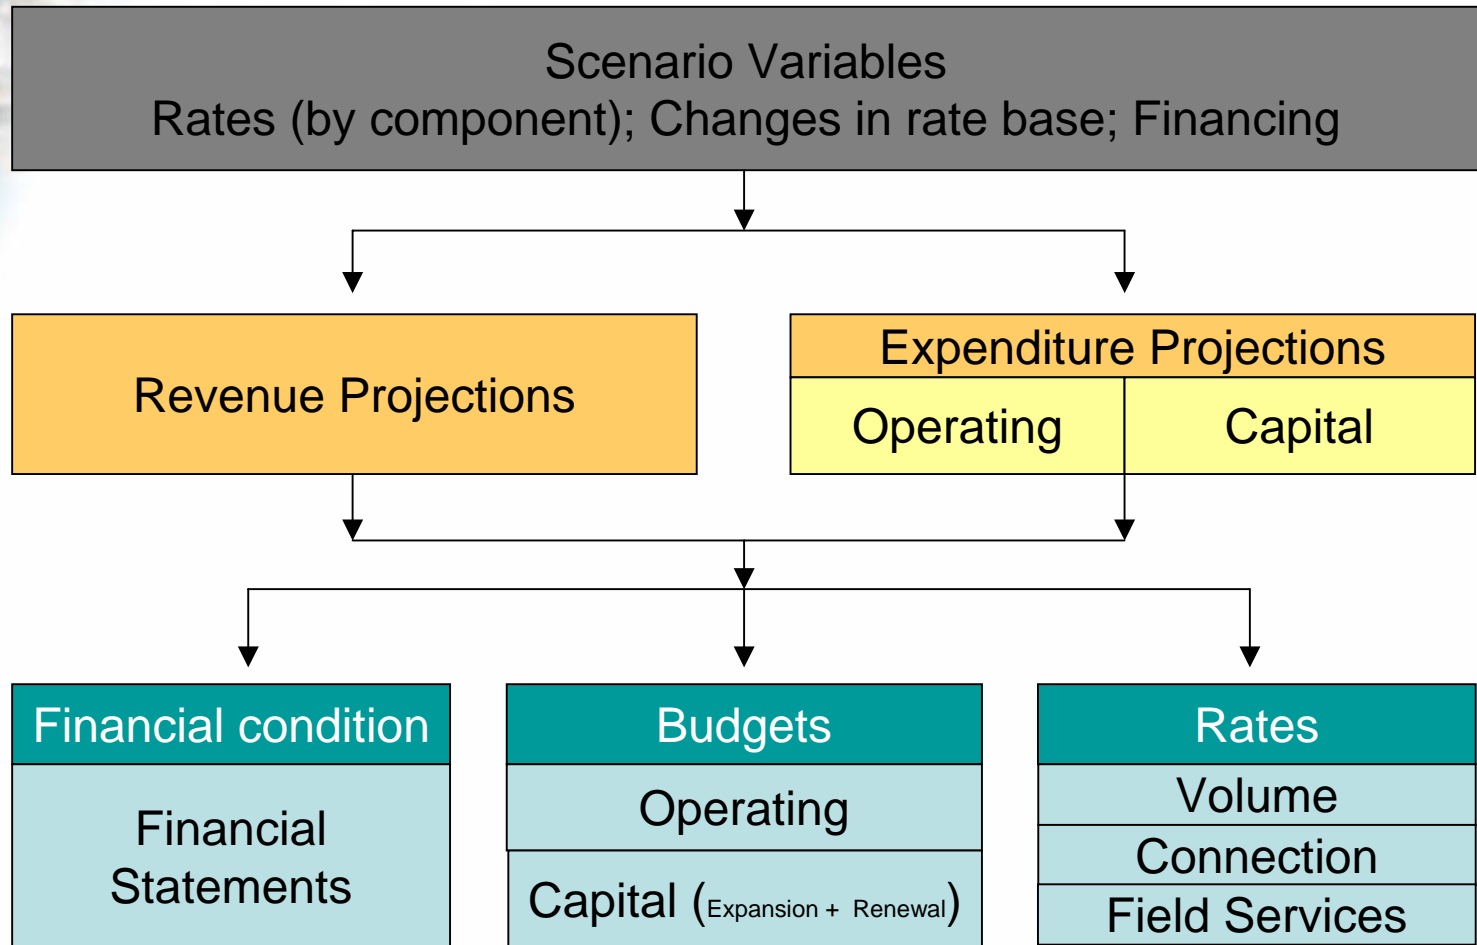 Scenario Variables
Rates (by component); Changes in rate base; Financing
Revenue Projections
Expenditure Projections
Operating
Capital
Financial condition
Financial
Statements
Budgets
Operating
Capital (Expansion + Renewal)
Rates
Volume
Connection
Field Services